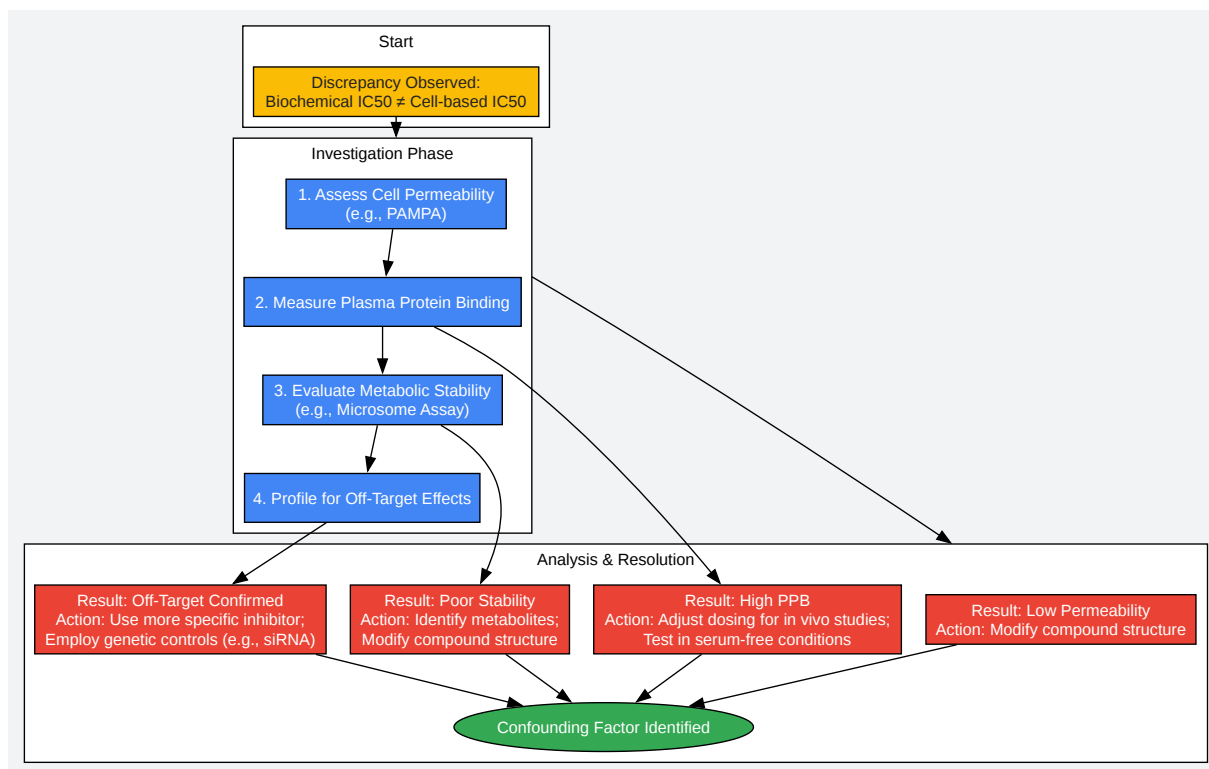 Start
Discrepancy Observed:
Biochemical IC50 ≠ Cell-based IC50
Investigation Phase
1. Assess Cell Permeability
(e.g., PAMPA)
2. Measure Plasma Protein Binding
3. Evaluate Metabolic Stability
(e.g., Microsome Assay)
4. Profile for Off-Target Effects
Analysis & Resolution
Result: Off-Target Confirmed
Action: Use more specific inhibitor;
Employ genetic controls (e.g., siRNA)
Result: Poor Stability
Action: Identify metabolites;
Modify compound structure
Result: High PPB
Action: Adjust dosing for in vivo studies;
Test in serum-free conditions
Result: Low Permeability
Action: Modify compound structure
Confounding Factor Identified